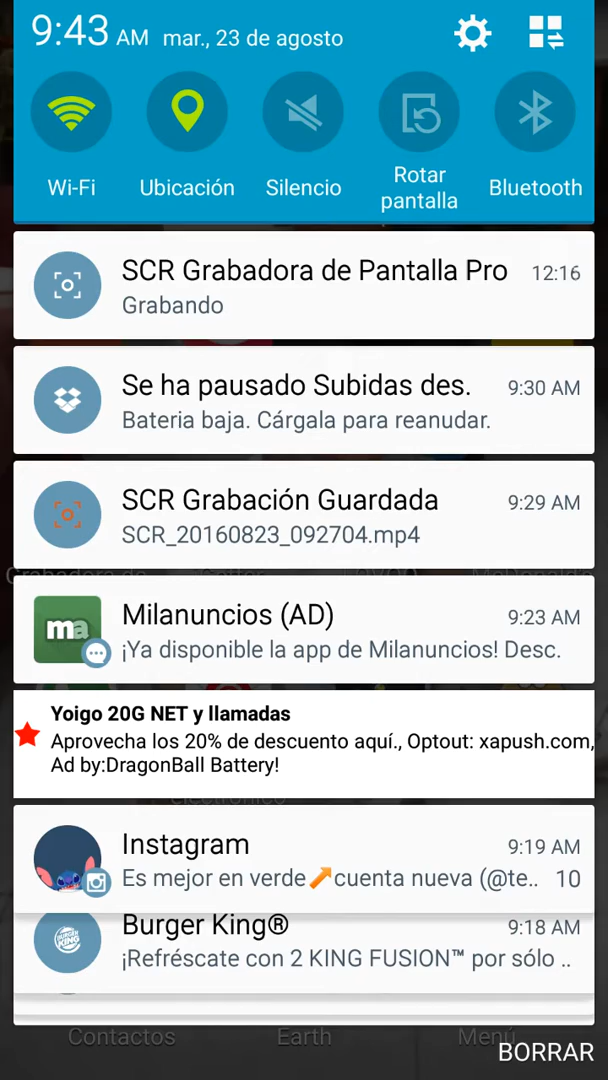 9:43 AM mar., 23 de agosto
Wi-Fi
Ubicación
Silencio
Rotar
pantalla
Bluetooth
SCR Grabadora de Pantalla Pro 12:16
Grabando
Se ha pausado Subidas des. 9:30 AM
Bateria baja. Cárgala para reanudar.
SCR Grabación Guardada 9:29 AM
SCR_20160823_092704.mp4
ma
Milanuncios (AD) 9:23 AM
¡Ya disponible la app de Milanuncios! Desc.
Yoigo 20G NET y llamadas
Aprovecha los 20% de descuento aquí., Optout: xapush.com,
Ad by:DragonBall Battery!
Instagram 9:19 AM
Es mejor en verde↗cuenta nueva (@te.. 10
BURGER KING
Burger King® 9:18 AM
¡Refréscate con 2 KING FUSION™ por sólo ..
Contactos Earth Menú
BORRAR